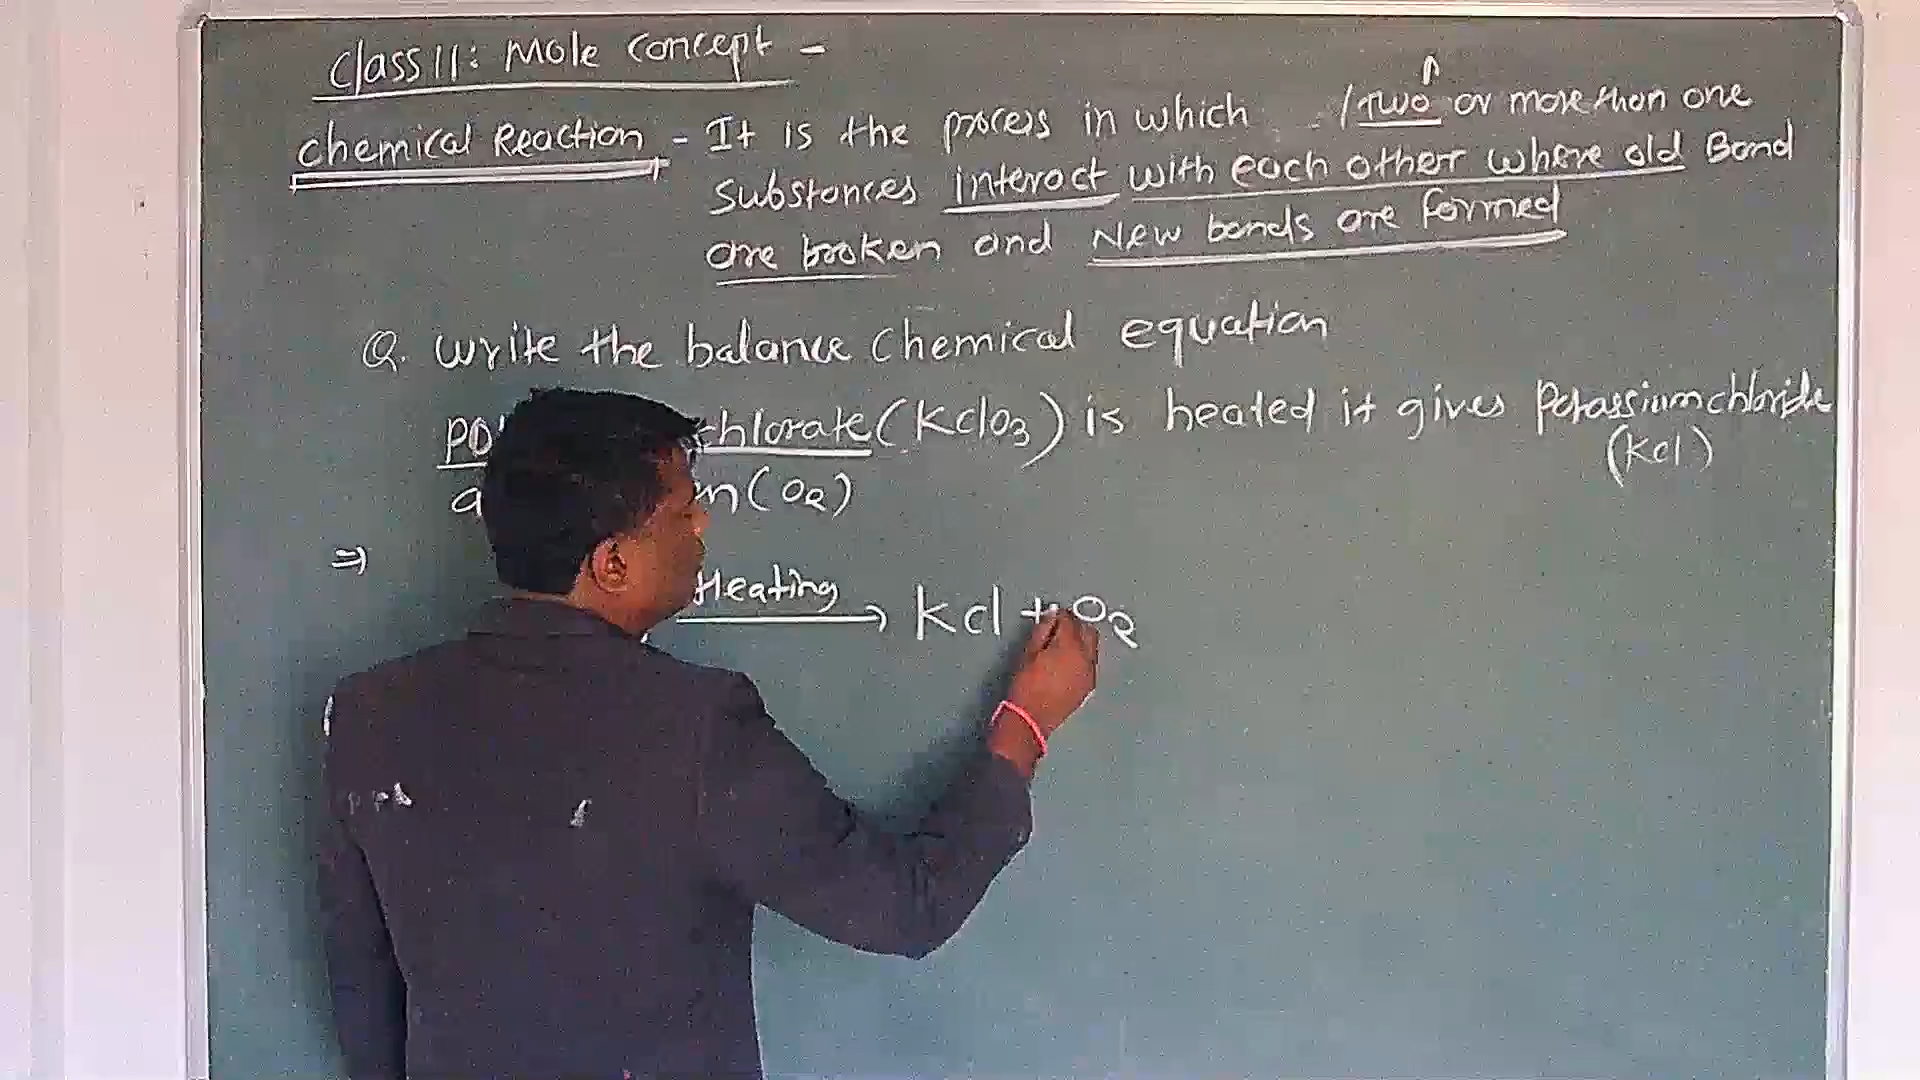 Class 11: Mole Concept -
Chemical Reaction - It is the process in which / Two or more than one
Substances interact with each other where old Bond
are broken and New bonds are formed
Q. Write the balance chemical equation
chlorate (KClO3) is heated it gives Potassium chloride
(KCl)
(O2)
⇒
Heating
→ KCl + O2